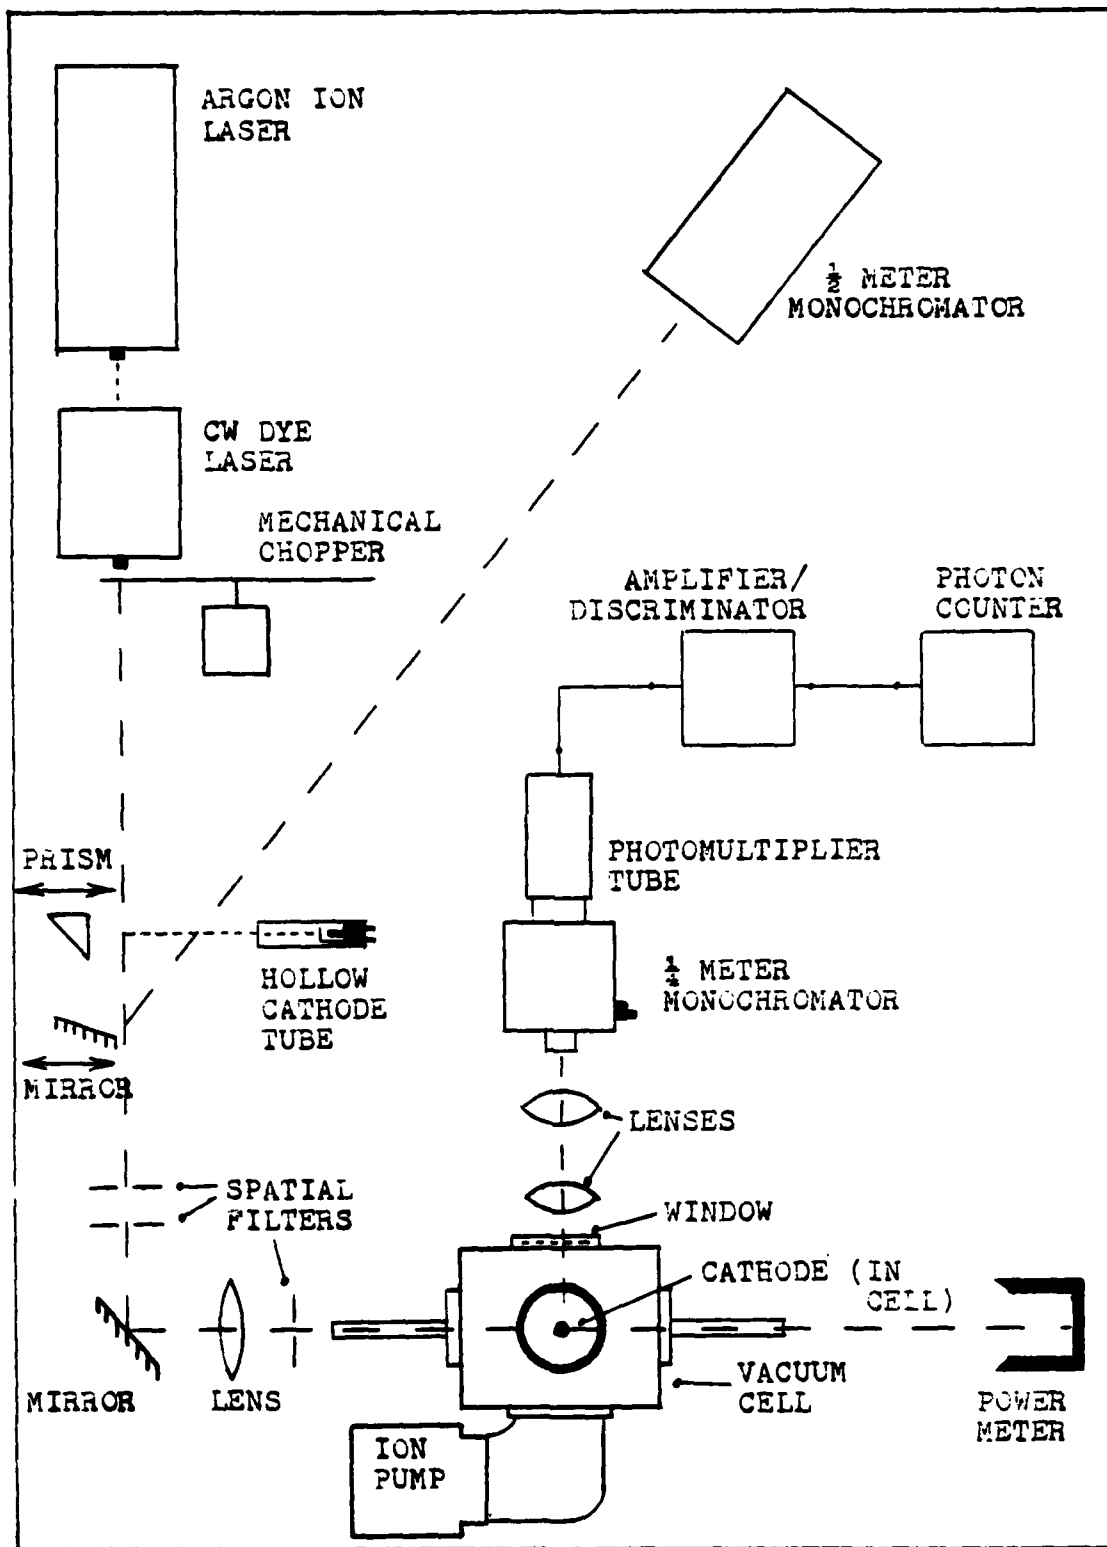 ARGON ION
LASER
½ METER
MONOCHROMATOR
CW DYE
LASER
MECHANICAL
CHOPPER
AMPLIFIER/
DISCRIMINATOR
PHOTON
COUNTER
PRISM
PHOTOMULTIPLIER
TUBE
HOLLOW
CATHODE
TUBE
¼ METER
MONOCHROMATOR
MIRROR
LENSES
SPATIAL
FILTERS
WINDOW
CATHODE (IN
CELL)
MIRROR
LENS
VACUUM
CELL
POWER
METER
ION
PUMP